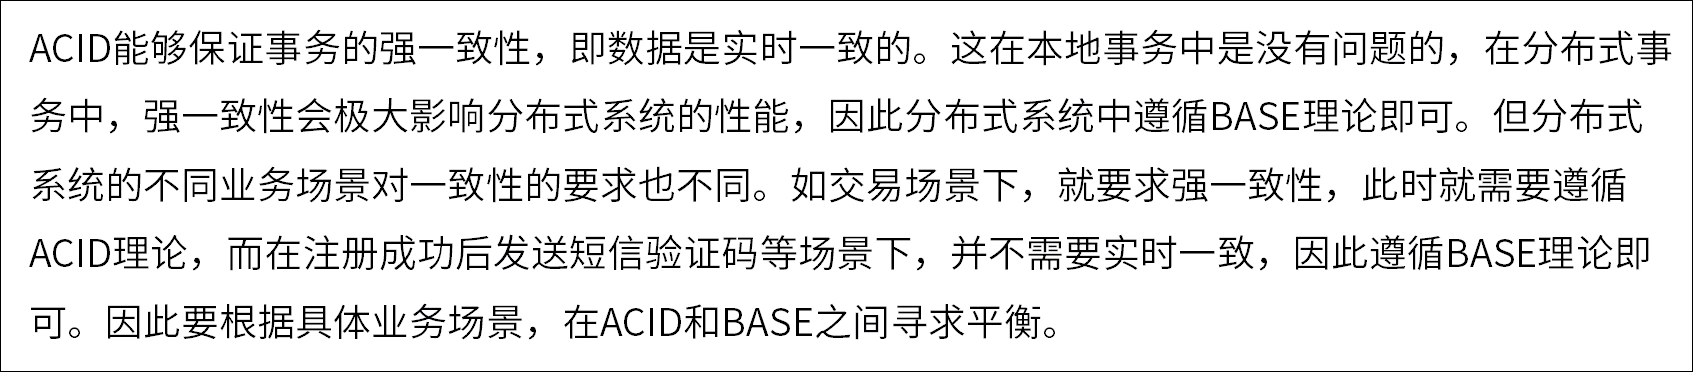 ACID能够保证事务的强一致性，即数据是实时一致的。这在本地事务中是没有问题的，在分布式事
务中，强一致性会极大影响分布式系统的性能，因此分布式系统中遵循BASE理论即可。但分布式
系统的不同业务场景对一致性的要求也不同。如交易场景下，就要求强一致性，此时就需要遵循
ACID理论，而在注册成功后发送短信验证码等场景下，并不需要实时一致，因此遵循BASE理论即
可。因此要根据具体业务场景，在ACID和BASE之间寻求平衡。